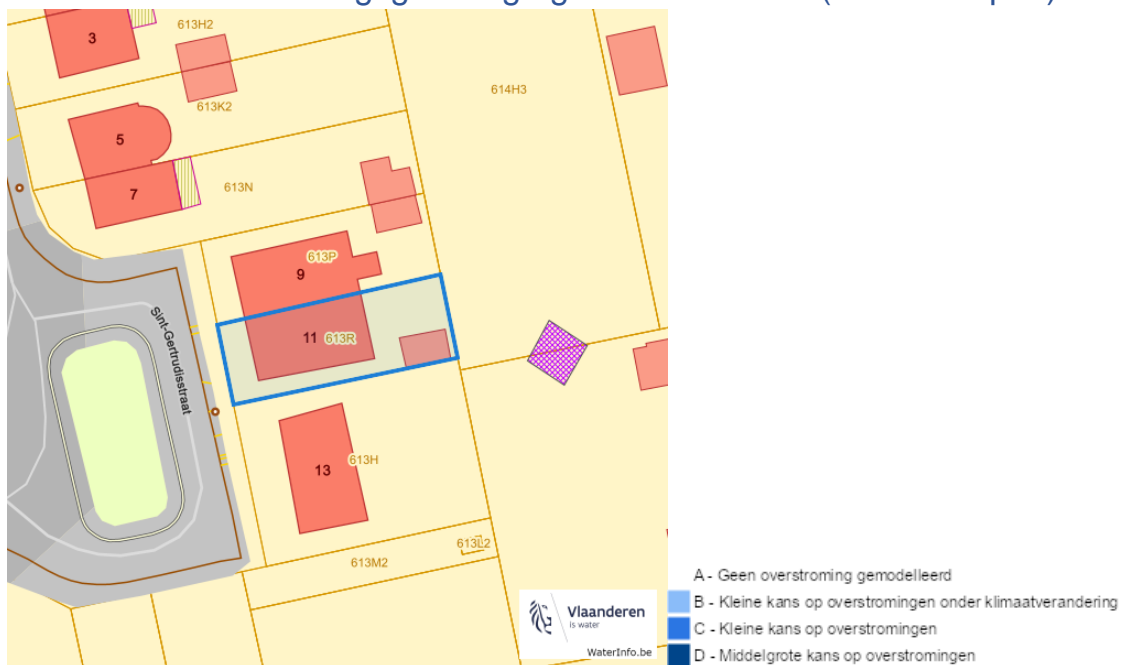 3
613H2
614H3
613K2
5
7
613N
9
613P
11
613R
Sint-Gertrudisstraat
13
613H
613L2
613M2
Vlaanderen
is water
WaterInfo.be
A - Geen overstroming gemodelleerd
B - Kleine kans op overstromingen onder klimaatverandering
C - Kleine kans op overstromingen
D - Middelgrote kans op overstromingen